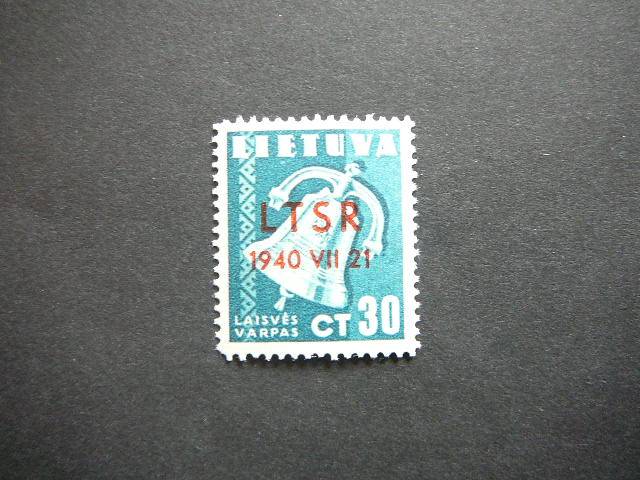 LIETUVA
LTSR
1940 VII 21
LAISVĖS
VARPAS
CT 30